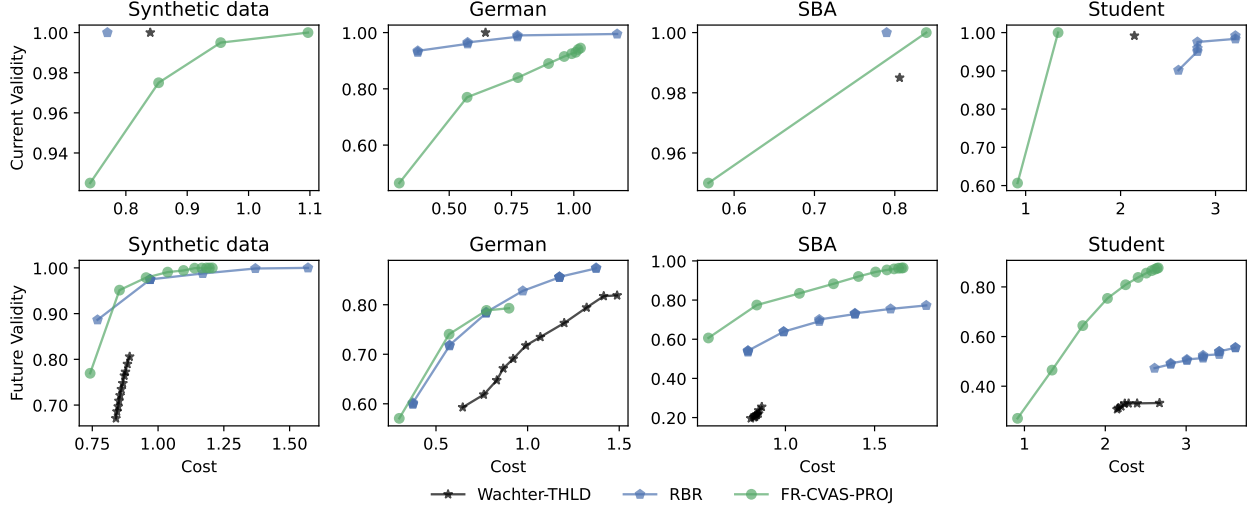 Synthetic data German SBA Student
Current Validity
1.00
0.98
0.96
0.94
0.8 0.9 1.0 1.1
1.00
0.80
0.60
0.50 0.75 1.00
1.00
0.98
0.96
0.6 0.7 0.8
1.00
0.90
0.80
0.70
0.60
1 2 3
Synthetic data German SBA Student
Future Validity
1.00
0.90
0.80
0.70
0.75 1.00 1.25 1.50
Cost
0.80
0.70
0.60
0.5 1.0 1.5
Cost
1.00
0.80
0.60
0.40
0.20
1.0 1.5
Cost
0.80
0.60
0.40
1 2 3
Cost
Wachter-THLD RBR FR-CVAS-PROJ